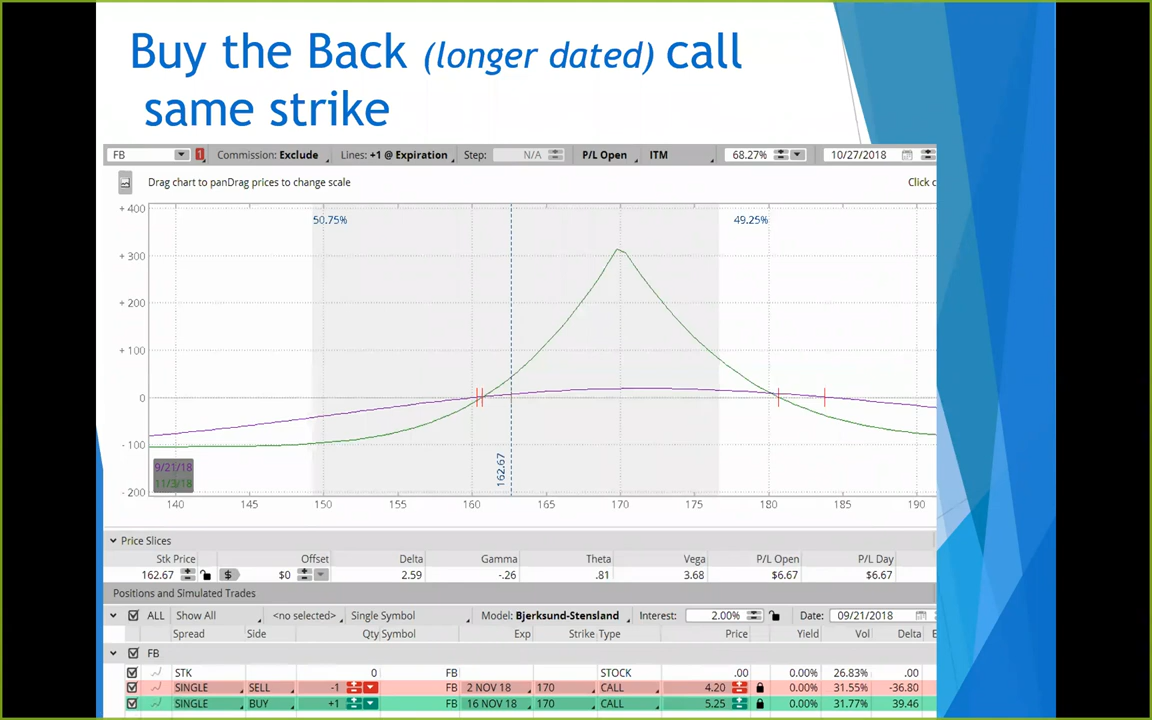 Buy the Back (longer dated) call
same strike
FB 1 Commission: Exclude Lines: +1 @ Expiration Step: N/A P/L Open ITM 68.27% 10/27/2018
Drag chart to panDrag prices to change scale Click
+ 400
50.75% 49.25%
+ 300
+ 200
+ 100
0
- 100
9/21/18
11/3/18
162.67
- 200
140 145 150 155 160 165 170 175 180 185 190
Price Slices
Stk Price Offset Delta Gamma Theta Vega P/L Open P/L Day
162.67 $ $0 2.59 -.26 .81 3.68 $6.67 $6.67
Positions and Simulated Trades
ALL Show All <no selected> Single Symbol Model: Bjerksund-Stensland Interest: 2.00% Date: 09/21/2018
Spread Side Qty Symbol Exp Strike Type Price Yield Vol Delta
FB
STK 0 FB STOCK .00 0.00% 26.83% .00
SINGLE SELL -1 FB 2 NOV 18 170 CALL 4.20 0.00% 31.55% -36.80
SINGLE BUY +1 FB 16 NOV 18 170 CALL 5.25 0.00% 31.77% 39.46